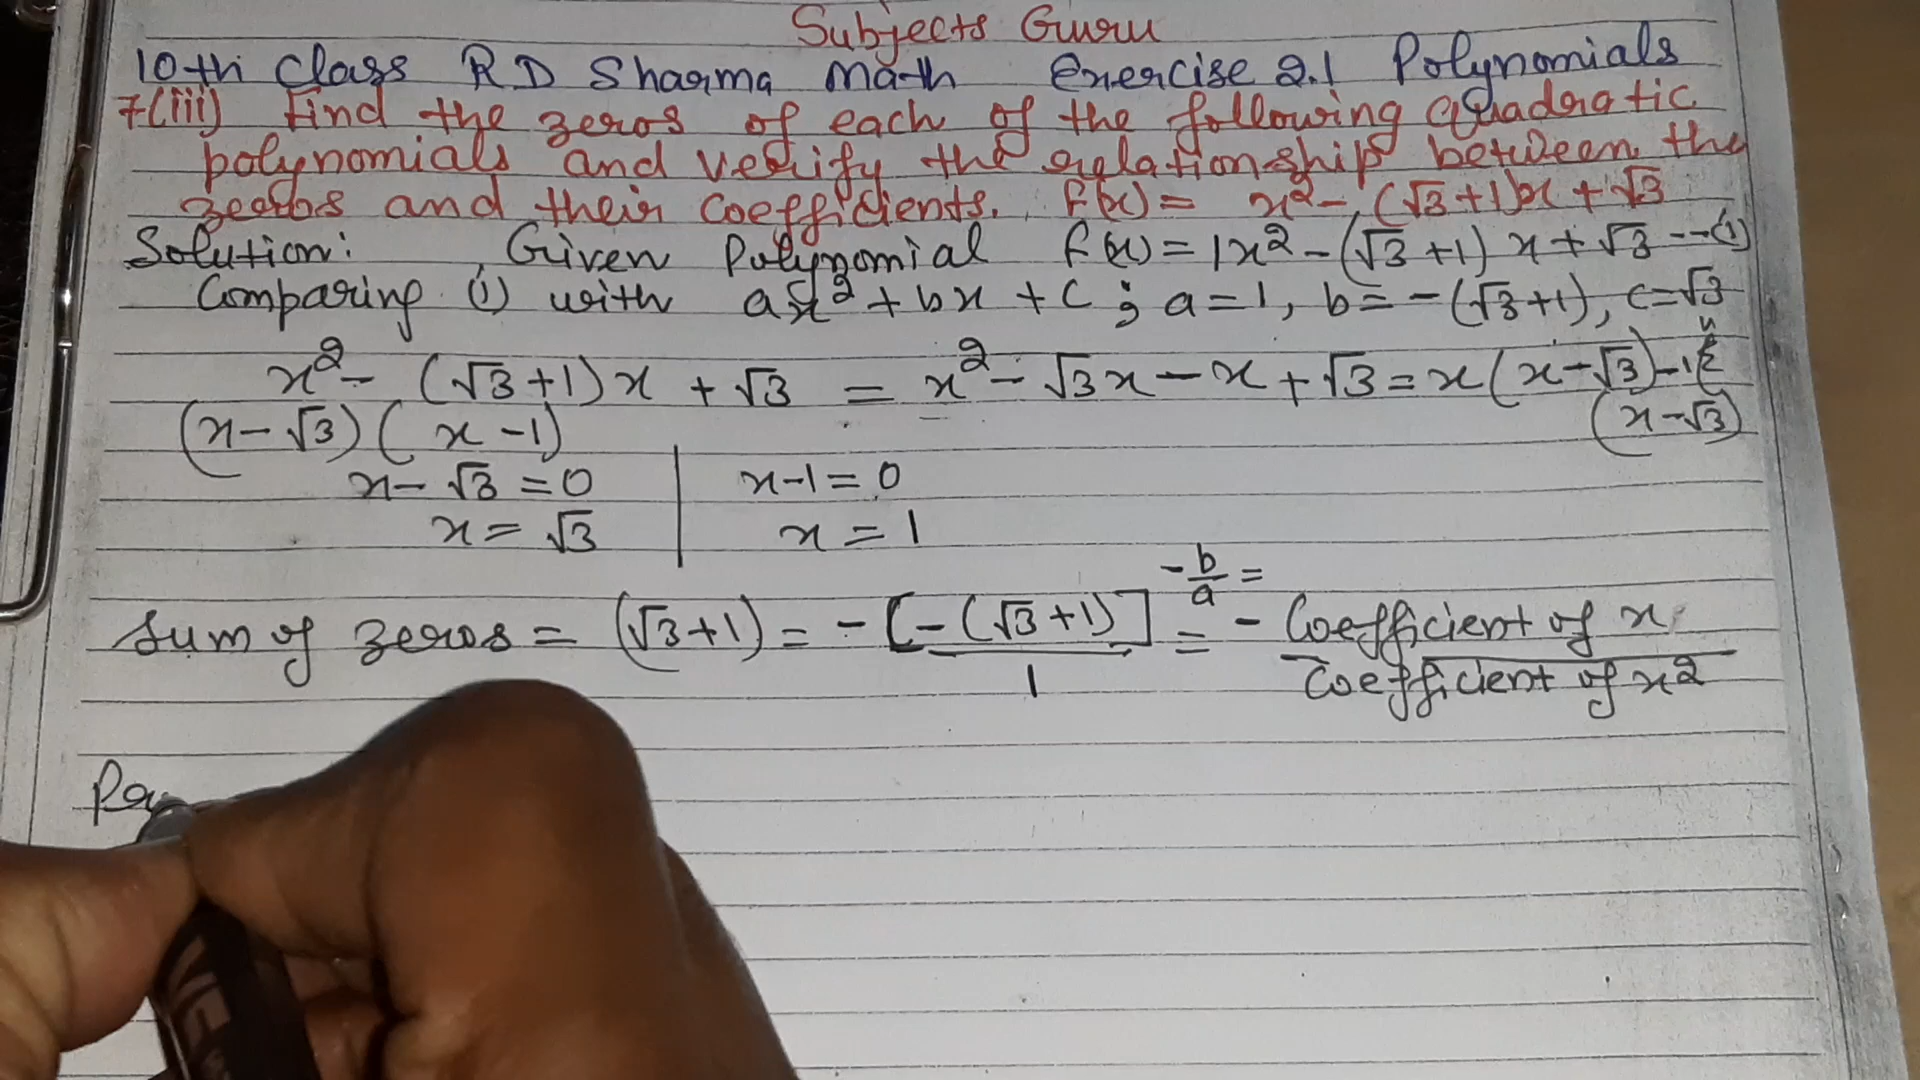 Subjects Guru
10th Class RD Sharma Math Exercise 2.1 Polynomials
7(iii) Find the zeros of each of the following quadratic
polynomials and verify the relationship between the
zeros and their coefficients. f(x) = x² - (√3+1)x + √3
Solution: Given Polynomial f(x) = 1x² - (√3+1) x + √3 --- (1)
Comparing (1) with ax² + bx + c ; a = 1, b = -(√3+1), c = √3
x² - (√3+1)x + √3 = x² - √3x - x + √3 = x(x-√3) -1
(x-√3)
(x-√3)(x-1)
x-√3 = 0 x-1 = 0
x = √3 x = 1
-b/a =
Sum of zeros = (√3+1) = -[-(√3+1)] / 1 = - Coefficient of x / Coefficient of x²